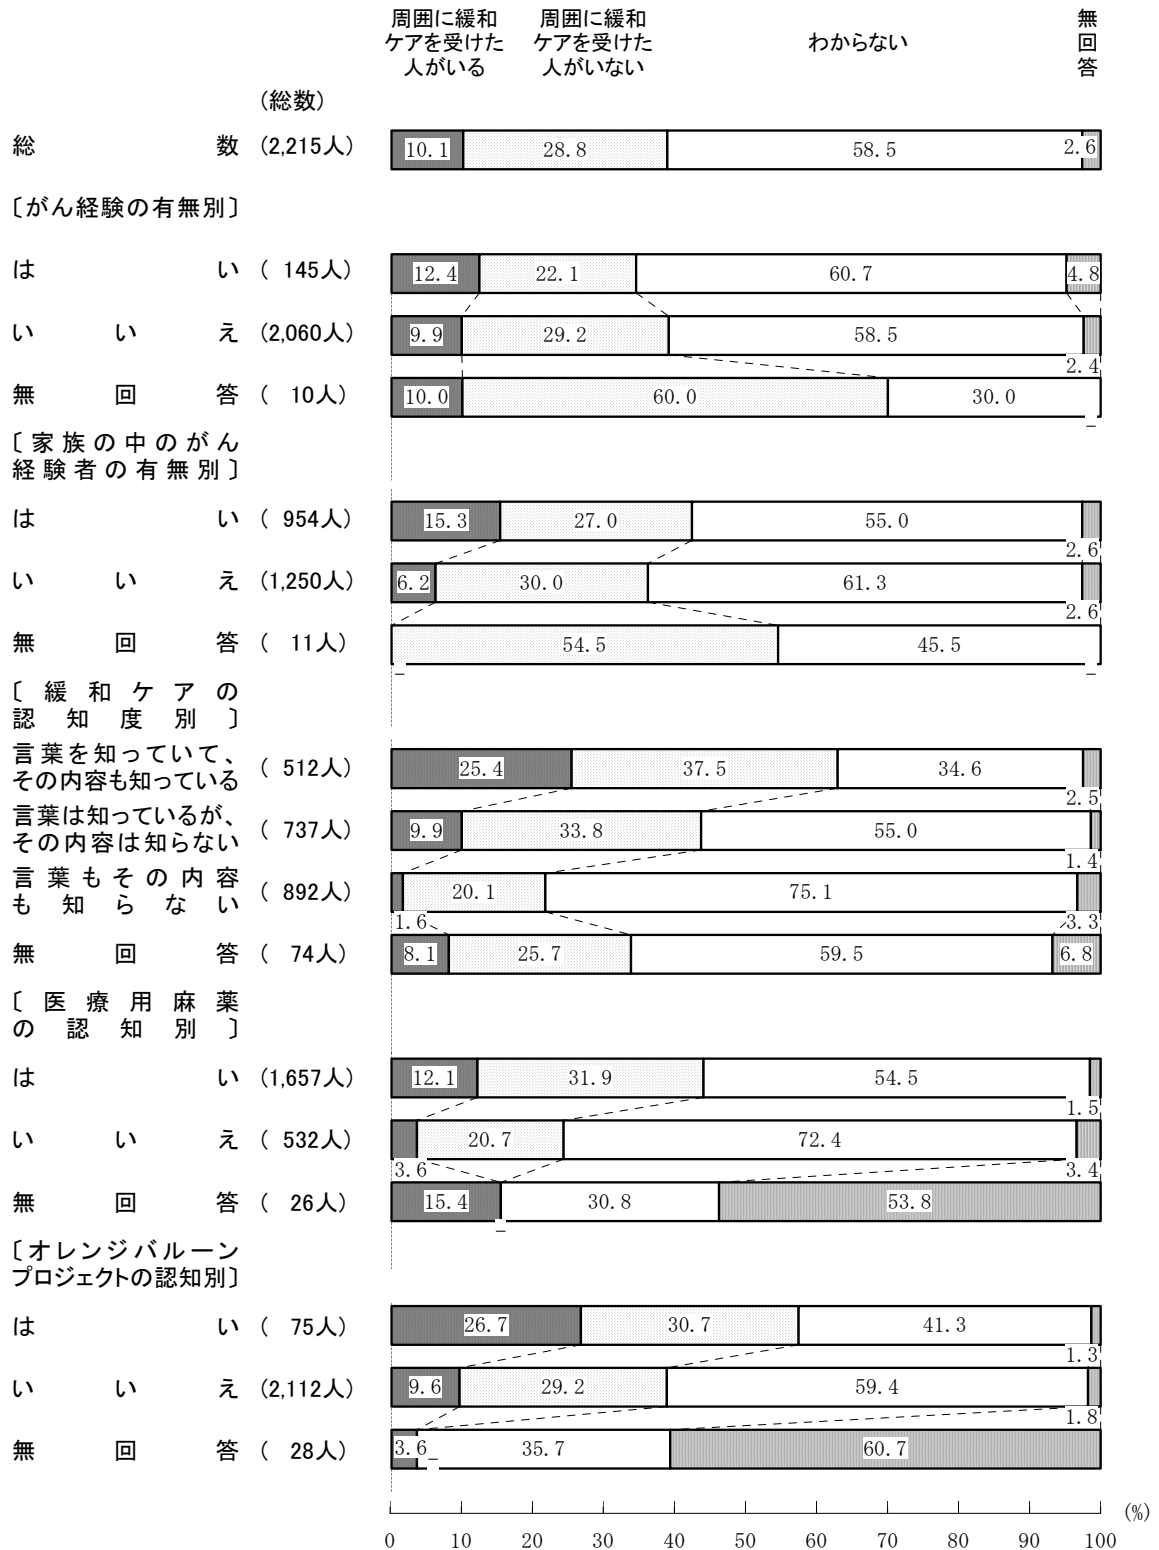 周囲に緩和
ケアを受けた
人がいる
周囲に緩和
ケアを受けた
人がいない
わからない
無
回
答
(総数)
総数 (2,215人) 10.1 28.8 58.5 2.6
〔がん経験の有無別〕
はい ( 145人) 12.4 22.1 60.7 4.8
いいえ (2,060人) 9.9 29.2 58.5 2.4
無回答 ( 10人) 10.0 60.0 30.0 −
〔家族の中のがん
経験者の有無別〕
はい ( 954人) 15.3 27.0 55.0 2.6
いいえ (1,250人) 6.2 30.0 61.3 2.6
無回答 ( 11人) − 54.5 45.5 −
〔緩和ケアの
認知度別〕
言葉を知っていて、
その内容も知っている ( 512人) 25.4 37.5 34.6 2.5
言葉は知っているが、
その内容は知らない ( 737人) 9.9 33.8 55.0 1.4
言葉もその内容
も知らない ( 892人) 1.6 20.1 75.1 3.3
無回答 ( 74人) 8.1 25.7 59.5 6.8
〔医療用麻薬
の認知別〕
はい (1,657人) 12.1 31.9 54.5 1.5
いいえ ( 532人) 3.6 20.7 72.4 3.4
無回答 ( 26人) 15.4 − 30.8 53.8
〔オレンジバルーン
プロジェクトの認知別〕
はい ( 75人) 26.7 30.7 41.3 1.3
いいえ (2,112人) 9.6 29.2 59.4 1.8
無回答 ( 28人) 3.6 − 35.7 60.7
0 10 20 30 40 50 60 70 80 90 100 (%)